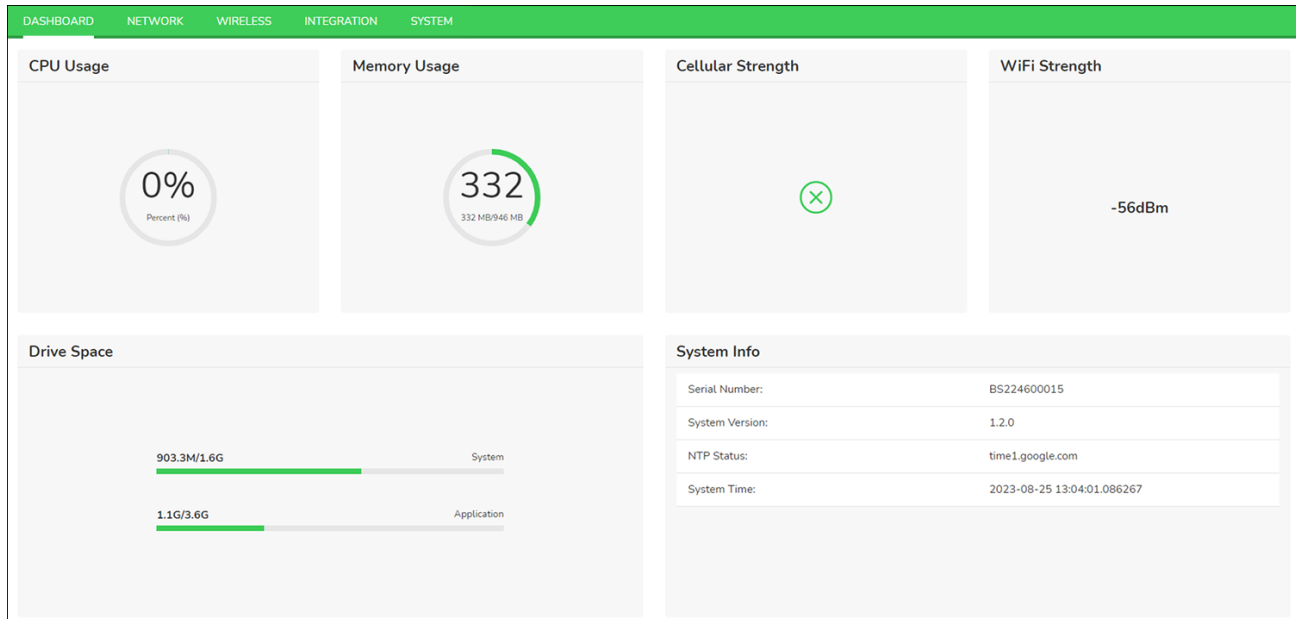 DASHBOARD NETWORK WIRELESS INTEGRATION SYSTEM
CPU Usage
0%
Percent (%)
Memory Usage
332
332 MB/946 MB
Cellular Strength
WiFi Strength
-56dBm
Drive Space
903.3M/1.6G System
1.1G/3.6G Application
System Info
Serial Number: BS224600015
System Version: 1.2.0
NTP Status: time1.google.com
System Time: 2023-08-25 13:04:01.086267